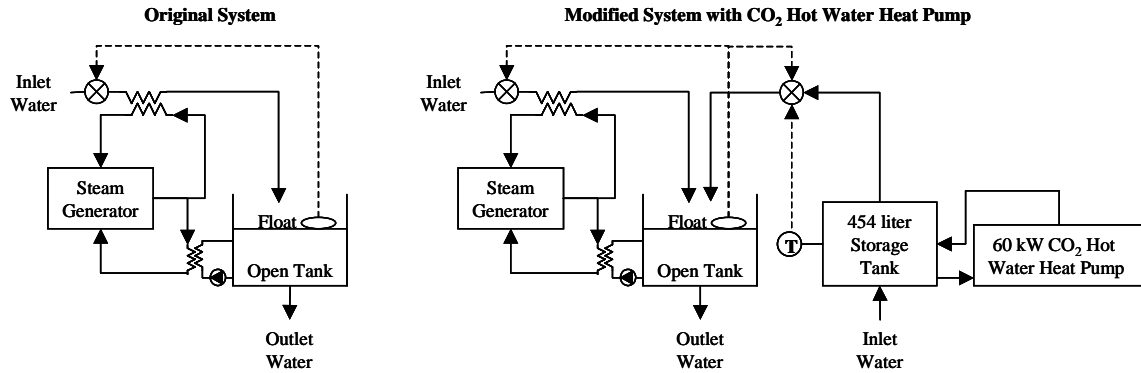 Original System
Inlet
Water
Steam
Generator
Float
Open Tank
Outlet
Water
Modified System with CO₂ Hot Water Heat Pump
Inlet
Water
Steam
Generator
Float
Open Tank
Outlet
Water
T
454 liter
Storage
Tank
60 kW CO₂ Hot
Water Heat Pump
Inlet
Water